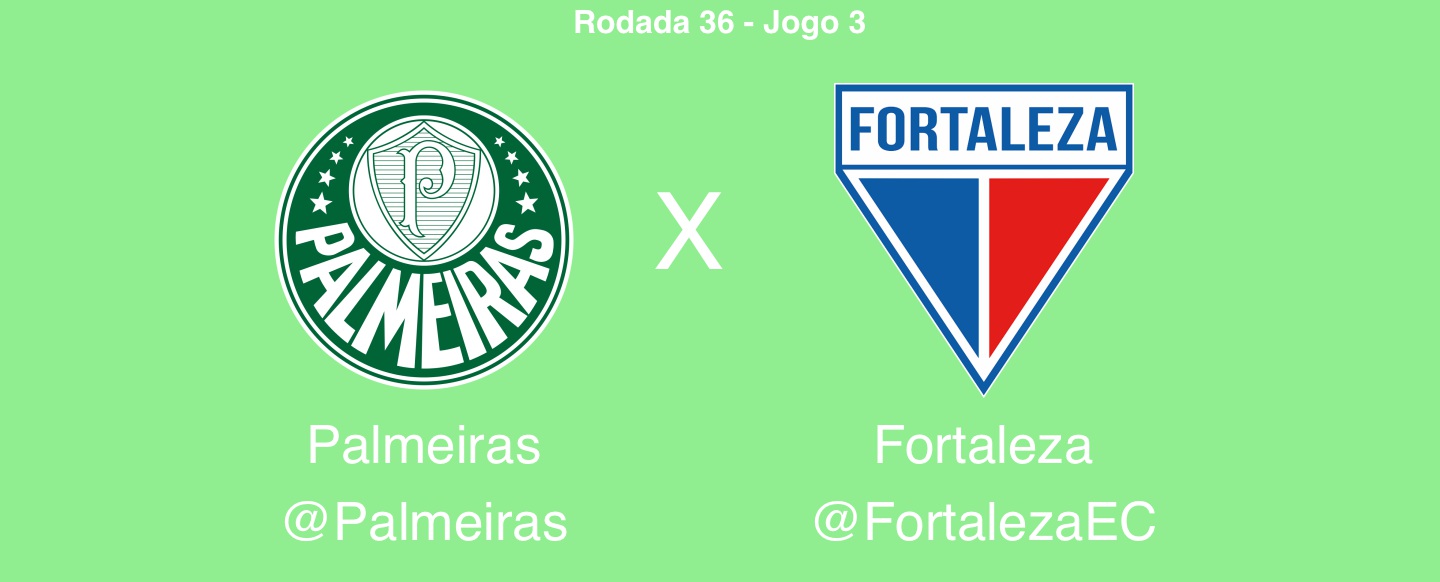 Rodada 36 - Jogo 3
P
PALMEIRAS
X
FORTALEZA
Palmeiras
Fortaleza
@Palmeiras
@FortalezaEC